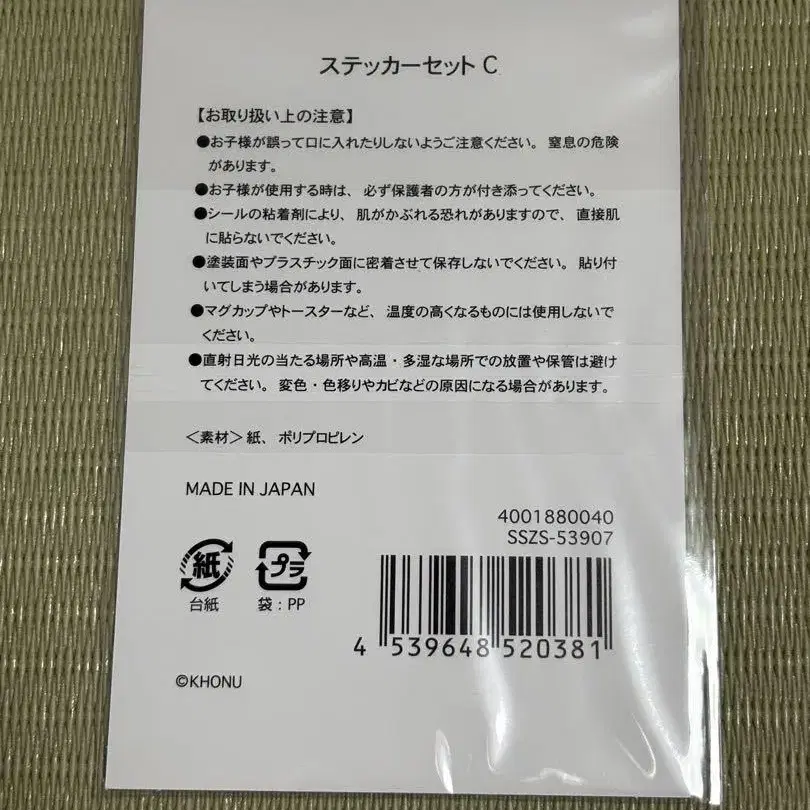 ステッカーセット C
【お取り扱い上の注意】
●お子様が誤って口に入れたりしないようご注意ください。 窒息の危険
があります。
●お子様が使用する時は、 必ず保護者の方が付き添ってください。
●シールの粘着剤により、 肌がかぶれる恐れがありますので、 直接肌
に貼らないでください。
●塗装面やプラスチック面に密着させて保存しないでください。 貼り付
いてしまう場合があります。
●マグカップやトースターなど、 温度の高くなるものには使用しないで
ください。
●直射日光の当たる場所や高温・多湿な場所での放置や保管は避け
てください。 変色・色移りやカビなどの原因になる場合があります。
＜素材＞紙、ポリプロピレン
MADE IN JAPAN
4001880040
SSZS-53907
紙
プラ
台紙
袋：PP
4 539648 520381
©KHONU